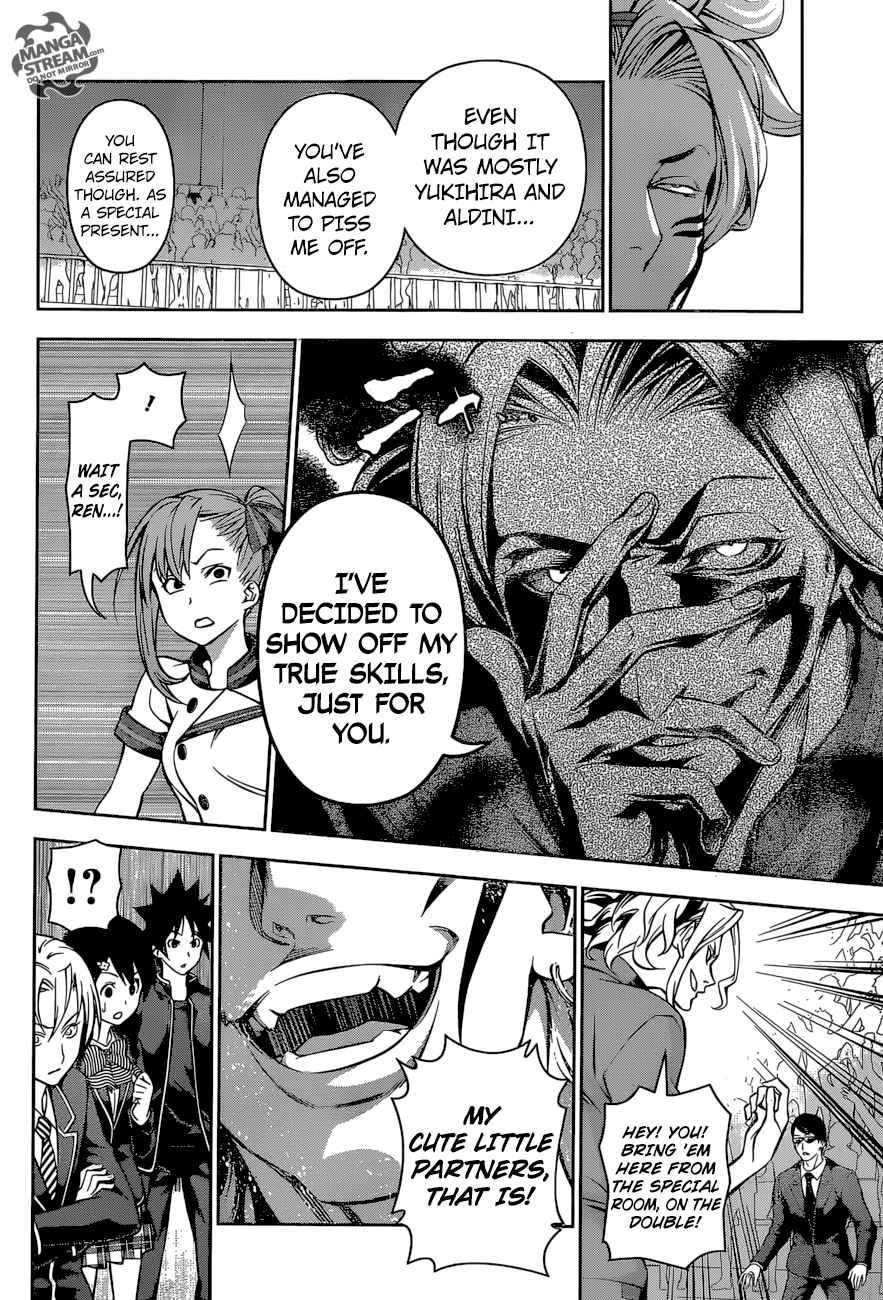 MANGA
STREAM.com
DO NOT MIRROR
EVEN
THOUGH IT
WAS MOSTLY
YUKIHIRA AND
ALDINI...
YOU'VE
ALSO
MANAGED
TO PISS
ME OFF.
YOU
CAN REST
ASSURED
THOUGH. AS
A SPECIAL
PRESENT...
I'VE
DECIDED TO
SHOW OFF MY
TRUE SKILLS,
JUST FOR
YOU.
!
WAIT
A SEC,
REN...!
HEY! YOU!
BRING 'EM
HERE FROM
THE SPECIAL
ROOM, ON THE
DOUBLE!
MY
CUTE LITTLE
PARTNERS,
THAT IS!
!?